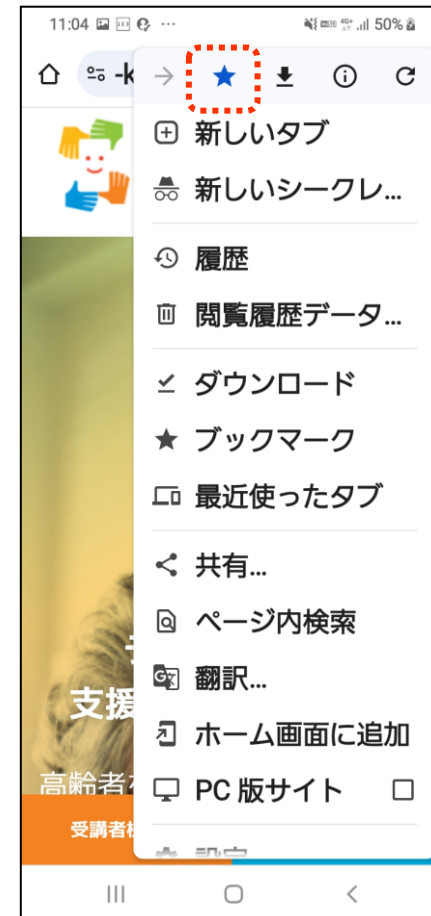 11:04
50%
-k
新しいタブ
新しいシークレ...
履歴
閲覧履歴データ...
ダウンロード
ブックマーク
最近使ったタブ
共有...
ページ内検索
翻訳...
支援
ホーム画面に追加
高齢者
PC 版サイト
受講者様
設定